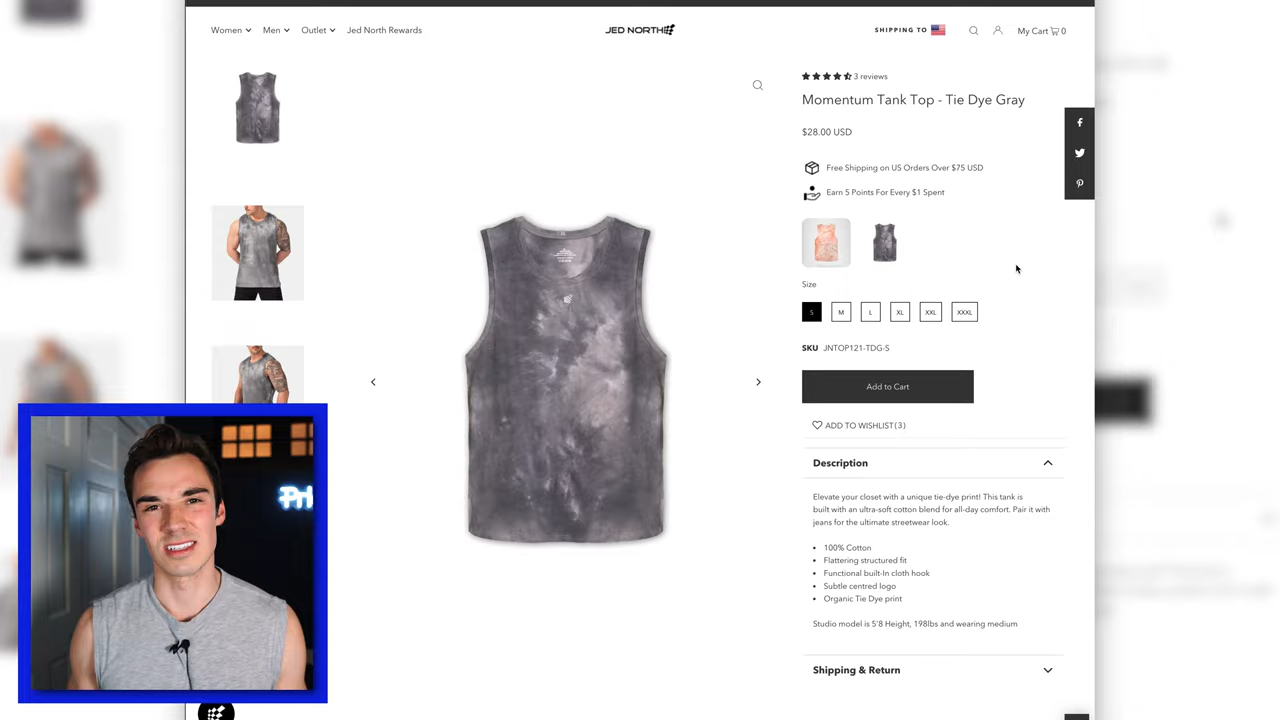 Women Men Outlet Jed North Rewards JED NORTH SHIPPING TO My Cart 0
3 reviews
Momentum Tank Top - Tie Dye Gray
$28.00 USD
Free Shipping on US Orders Over $75 USD
Earn 5 Points For Every $1 Spent
Size
S M L XL XXL XXXL
SKU JNTOP121-TDG-S
Add to Cart
ADD TO WISHLIST (3)
Description
Elevate your closet with a unique tie-dye print! This tank is
built with an ultra-soft cotton blend for all-day comfort. Pair it with
jeans for the ultimate streetwear look.
• 100% Cotton
• Flattering structured fit
• Functional built-In cloth hook
• Subtle centred logo
• Organic Tie Dye print
Studio model is 5'8 Height, 198lbs and wearing medium
Shipping & Return
Pri